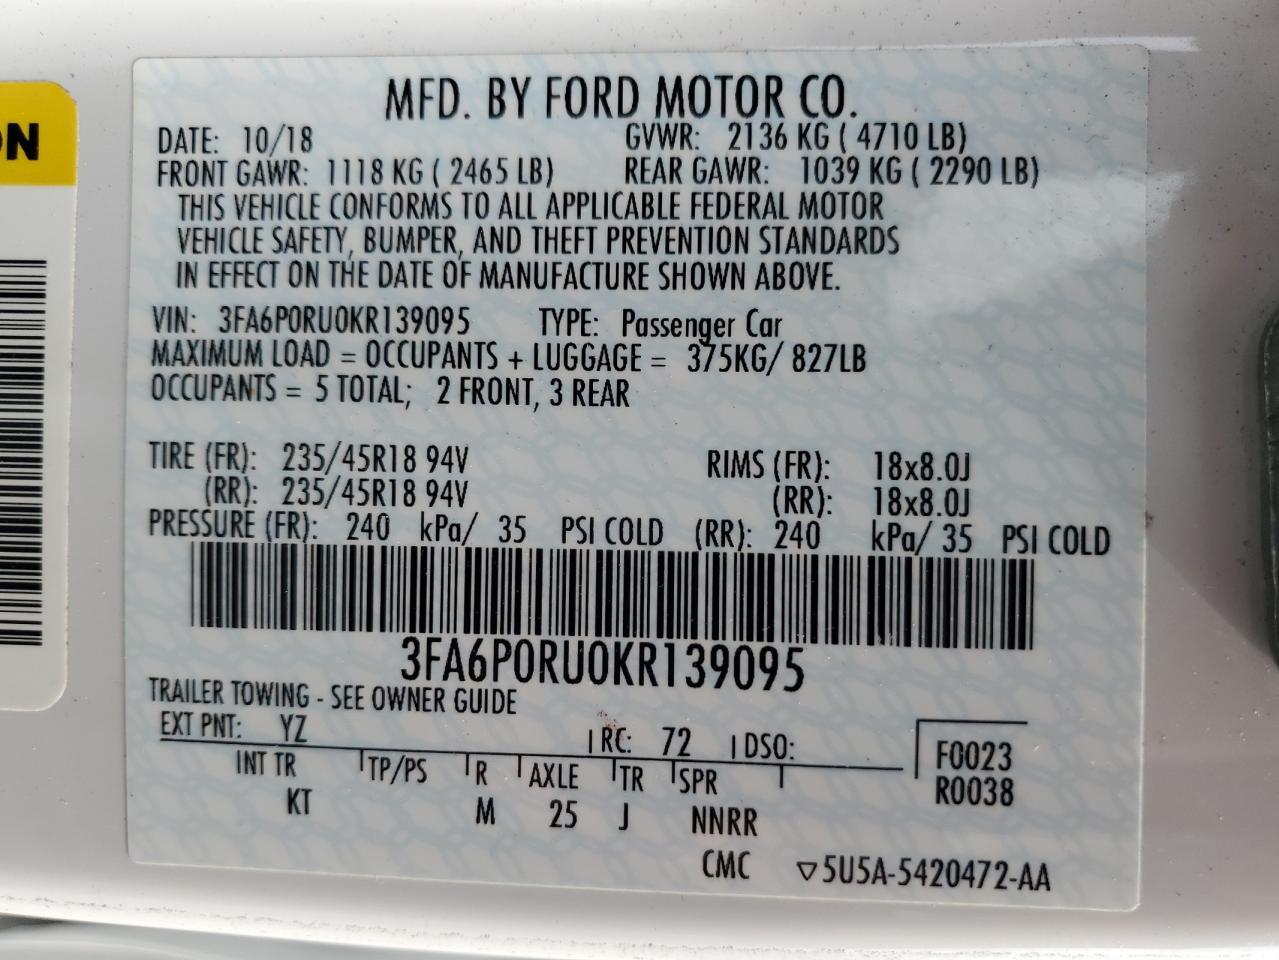 MFD. BY FORD MOTOR CO.
DATE: 10/18 GVWR: 2136 KG ( 4710 LB)
FRONT GAWR: 1118 KG ( 2465 LB) REAR GAWR: 1039 KG ( 2290 LB)
THIS VEHICLE CONFORMS TO ALL APPLICABLE FEDERAL MOTOR
VEHICLE SAFETY, BUMPER, AND THEFT PREVENTION STANDARDS
IN EFFECT ON THE DATE OF MANUFACTURE SHOWN ABOVE.
VIN: 3FA6P0RU0KR139095 TYPE: Passenger Car
MAXIMUM LOAD = OCCUPANTS + LUGGAGE = 375KG/ 827LB
OCCUPANTS = 5 TOTAL; 2 FRONT, 3 REAR
TIRE (FR): 235/45R18 94V RIMS (FR): 18x8.0J
(RR): 235/45R18 94V (RR): 18x8.0J
PRESSURE (FR): 240 kPa/ 35 PSI COLD (RR): 240 kPa/ 35 PSI COLD
3FA6P0RU0KR139095
TRAILER TOWING - SEE OWNER GUIDE
EXT PNT: YZ RC: 72 DSO: F0023
INT TR TP/PS R AXLE TR SPR R0038
KT M 25 J NNRR
CMC ▽5U5A-5420472-AA
ON